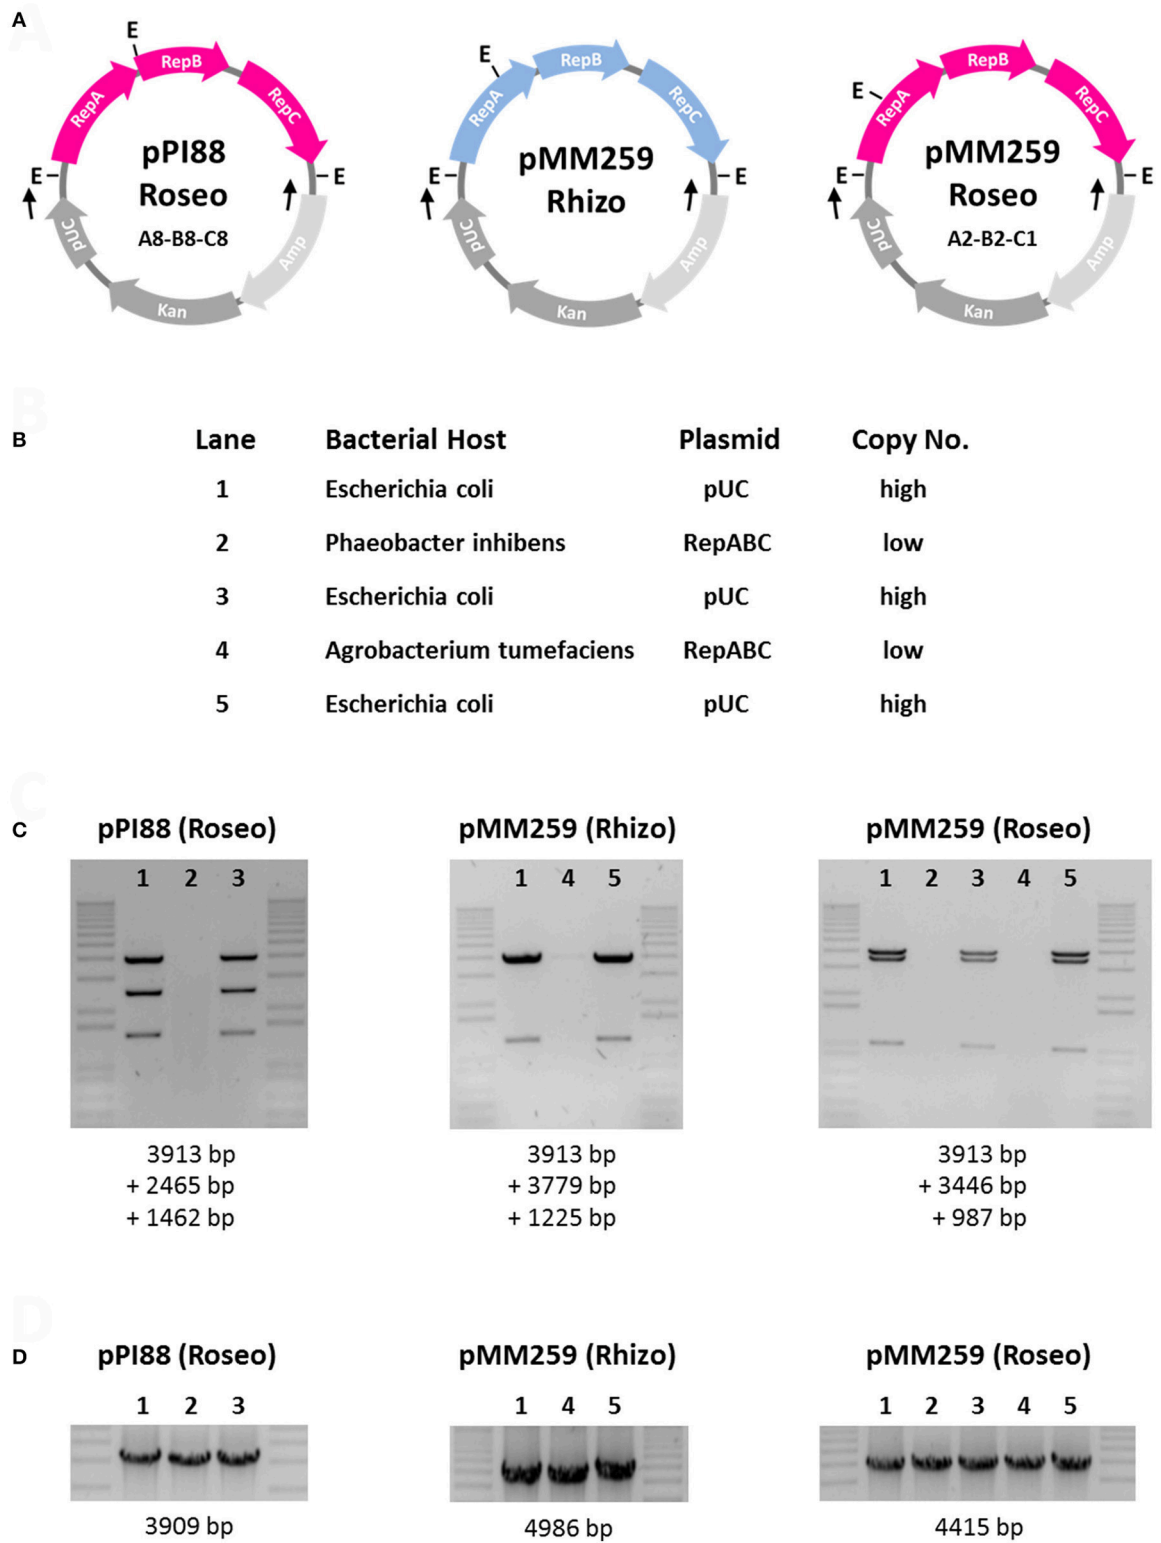 A
E
RepA
RepB
RepC
pPI88
Roseo
A8-B8-C8
E
E
pUC
Kan
Amp
E
RepA
RepB
RepC
pMM259
Rhizo
E
E
pUC
Kan
Amp
E
RepA
RepB
RepC
pMM259
Roseo
A2-B2-C1
E
E
pUC
Kan
Amp
B
Lane Bacterial Host Plasmid Copy No.
1 Escherichia coli pUC high
2 Phaeobacter inhibens RepABC low
3 Escherichia coli pUC high
4 Agrobacterium tumefaciens RepABC low
5 Escherichia coli pUC high
C
pPI88 (Roseo) pMM259 (Rhizo) pMM259 (Roseo)
1 2 3 1 4 5 1 2 3 4 5
3913 bp 3913 bp 3913 bp
+ 2465 bp + 3779 bp + 3446 bp
+ 1462 bp + 1225 bp + 987 bp
D
pPI88 (Roseo) pMM259 (Rhizo) pMM259 (Roseo)
1 2 3 1 4 5 1 2 3 4 5
3909 bp 4986 bp 4415 bp